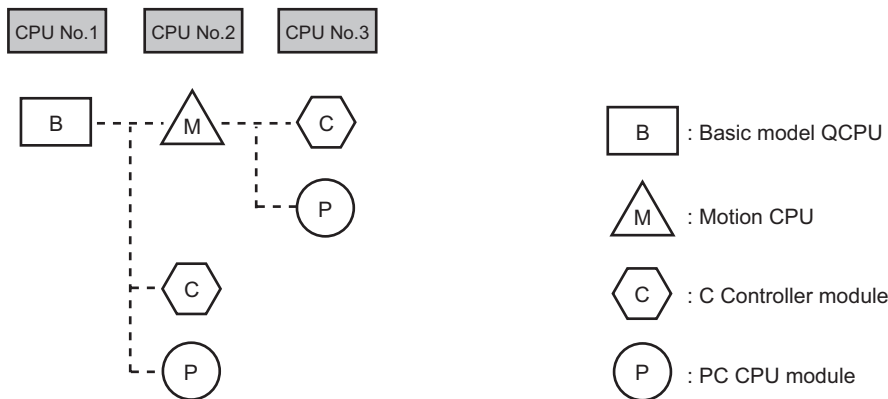 CPU No.1 CPU No.2 CPU No.3
B M C
P
C
P
B : Basic model QCPU
M : Motion CPU
C : C Controller module
P : PC CPU module